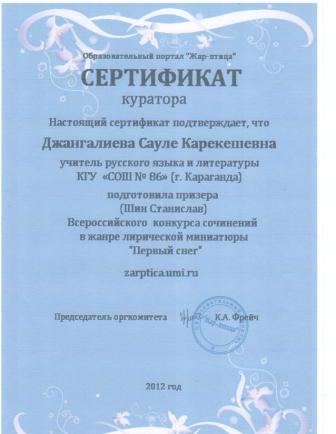 Образовательный портал "Жар-птица"
СЕРТИФИКАТ
куратора
Настоящий сертификат подтверждает, что
Джангалиева Сауле Карекешевна
учитель русского языка и литературы
КГУ «СОШ № 86» (г. Караганда)
подготовила призера
(Шин Станислав)
Всероссийского конкурса сочинений
в жанре лирической миниатюры
"Первый снег"
zarptica.umi.ru
Председатель оргкомитета К.А. Фрейч
"Жар-птица"
2012 год